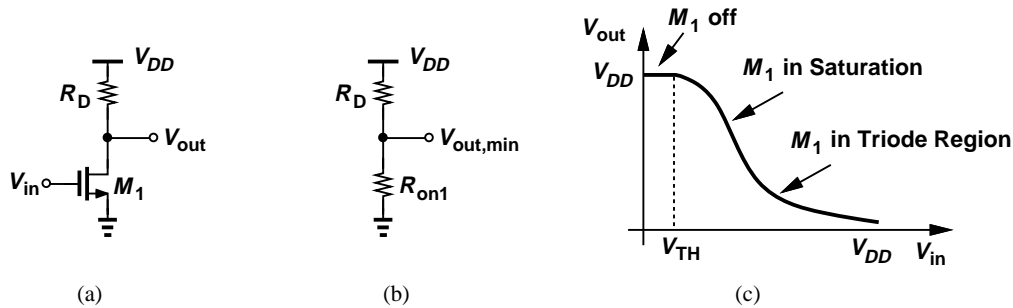 V_DD
R_D
V_out
V_in
M_1
(a)
V_DD
R_D
V_out,min
R_on1
(b)
V_out
M_1 off
V_DD
M_1 in Saturation
M_1 in Triode Region
V_TH
V_DD
V_in
(c)